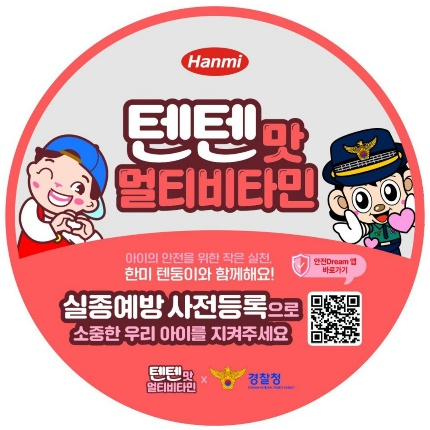 Hanmi
텐텐맛
멀티비타민
아이의 안전을 위한 작은 실천,
한미 텐둥이와 함께해요!
안전Dream 앱
바로가기
실종예방 사전등록으로
소중한 우리 아이를 지켜주세요
텐텐맛
멀티비타민
x
경찰청